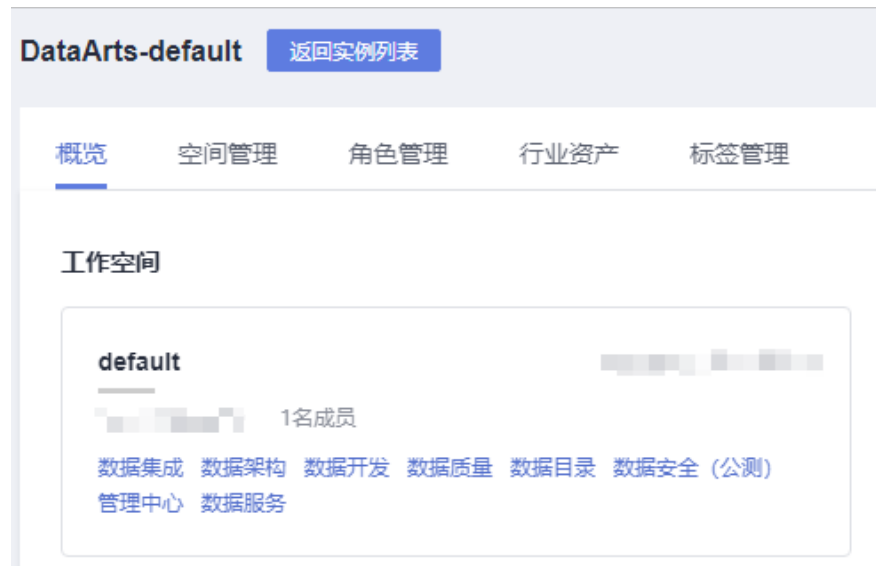 DataArts-default 返回实例列表
概览 空间管理 角色管理 行业资产 标签管理
工作空间
default
1名成员
数据集成 数据架构 数据开发 数据质量 数据目录 数据安全（公测）
管理中心 数据服务